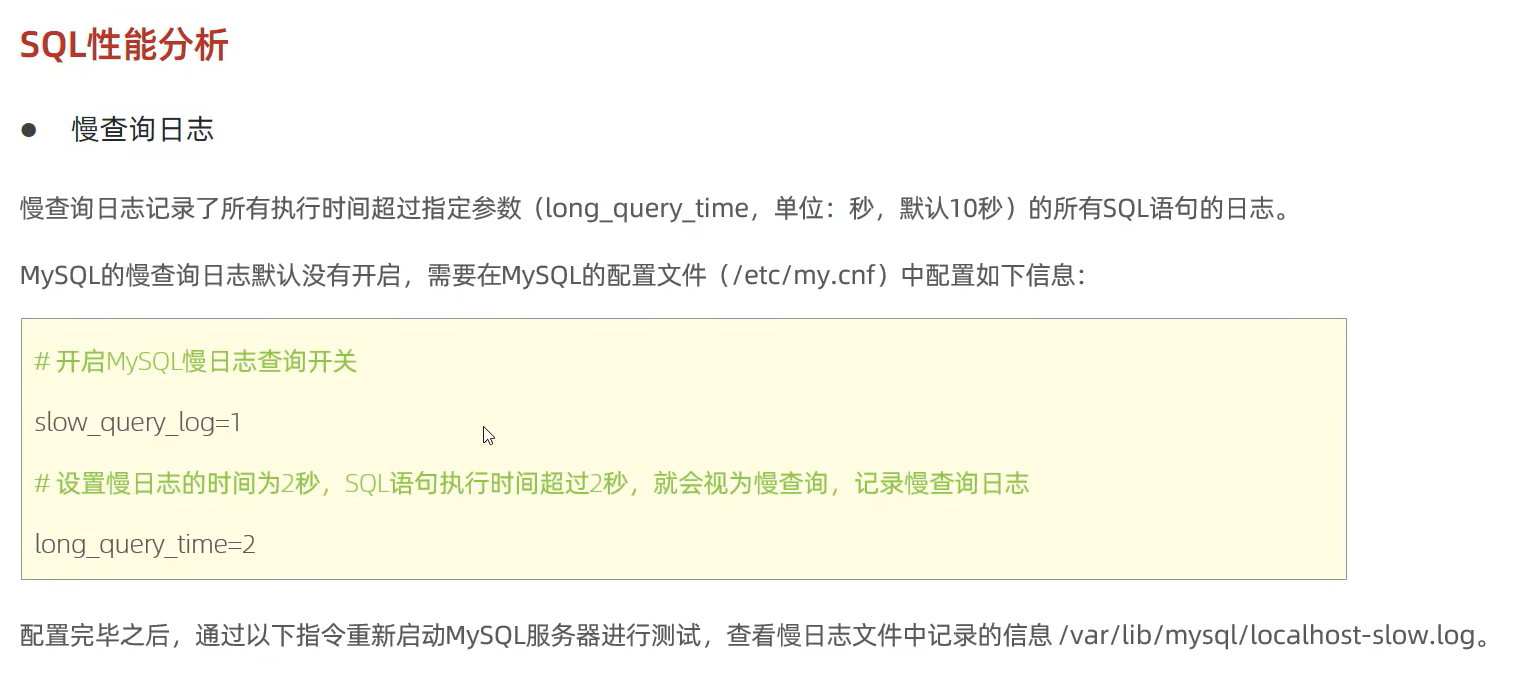 SQL性能分析
● 慢查询日志
慢查询日志记录了所有执行时间超过指定参数（long_query_time，单位：秒，默认10秒）的所有SQL语句的日志。
MySQL的慢查询日志默认没有开启，需要在MySQL的配置文件（/etc/my.cnf）中配置如下信息：
# 开启MySQL慢日志查询开关
slow_query_log=1
# 设置慢日志的时间为2秒，SQL语句执行时间超过2秒，就会视为慢查询，记录慢查询日志
long_query_time=2
配置完毕之后，通过以下指令重新启动MySQL服务器进行测试，查看慢日志文件中记录的信息 /var/lib/mysql/localhost-slow.log。